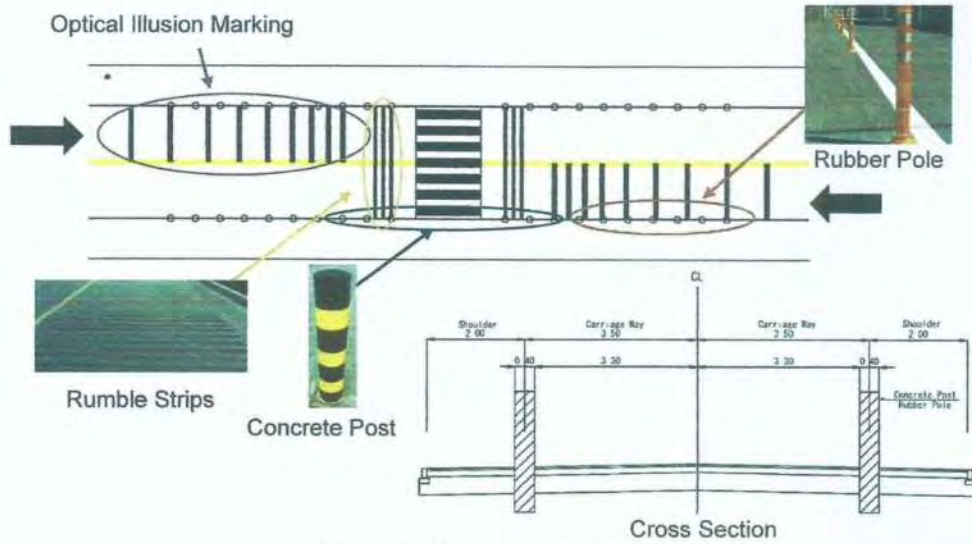 Optical Illusion Marking
Rubber Pole
Rumble Strips
Concrete Post
CL
Shoulder
2.00
Carriage Way
3.50
Carriage Way
3.50
Shoulder
2.00
0.40
3.30
3.30
0.40
Concrete Post
Rubber Pole
Cross Section